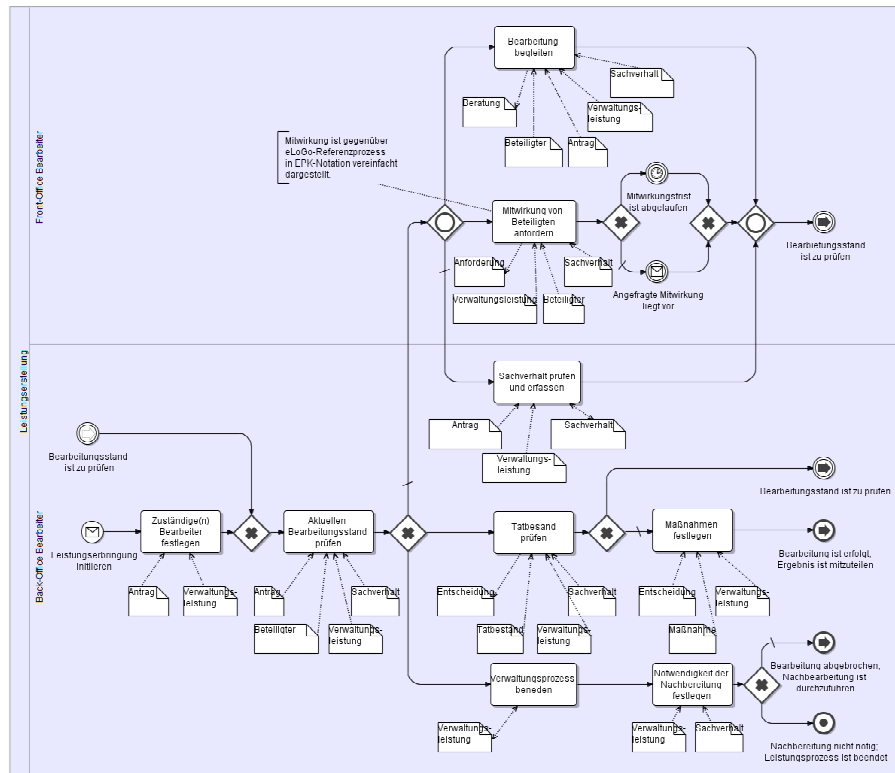 Leistungserstellung
Front-Office Bearbeiter
Bearbeitung
begleiten
Sachverhalt
Beratung
Verwaltungs-
leistung
Beteiligter
Antrag
Mitwirkung ist gegenüber
eLoGo-Referenzprozess
in EPK-Notation vereinfacht
dargestellt.
Mitwirkung von
Beteiligten
anfordern
Mitwirkungsfrist
ist abgelaufen
Bearbeitungsstand
ist zu prüfen
Anforderung
Sachverhalt
Verwaltungsleistung
Beteiligter
Angefragte Mitwirkung
liegt vor
Back-Office Bearbeiter
Sachverhalt prüfen
und erfassen
Antrag
Sachverhalt
Verwaltungs-
leistung
Bearbeitungsstand
ist zu prüfen
Bearbeitungsstand ist zu prüfen
Leistungserbringung
initiieren
Zuständige(n)
Bearbeiter
festlegen
Aktuellen
Bearbeitungsstand
prüfen
Tatbesand
prüfen
Maßnahmen
festlegen
Bearbeitung ist erfolgt,
Ergebnis ist mitzuteilen
Antrag
Verwaltungs-
leistung
Antrag
Sachverhalt
Beteiligter
Verwaltungs-
leistung
Entscheidung
Sachverhalt
Tatbestand
Verwaltungs-
leistung
Entscheidung
Verwaltungs-
leistung
Maßnahme
Verwaltungsprozess
beneden
Notwendigkeit der
Nachbereitung
festlegen
Bearbeitung abgebrochen,
Nachbearbeitung ist
durchzuführen
Verwaltungs-
leistung
Verwaltungs-
leistung
Sachverhalt
Nachbereitung nicht nötig;
Leistungsprozess ist beendet